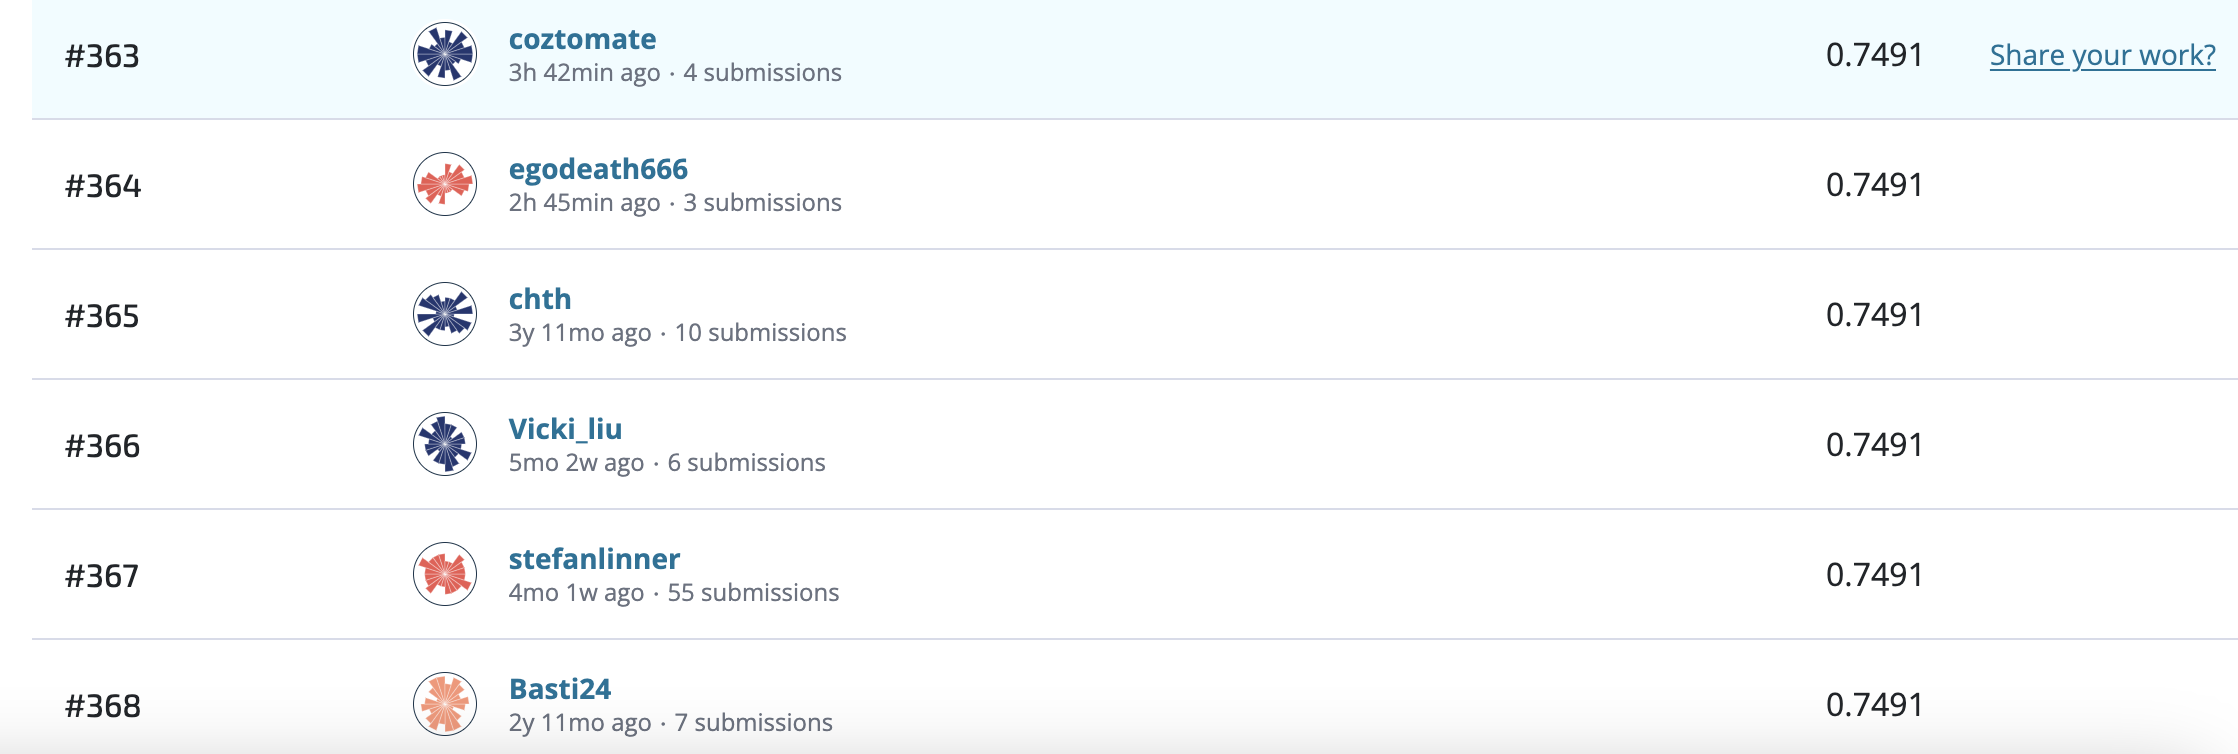 #363
coztomate
3h 42min ago · 4 submissions
0.7491
Share your work?
#364
egodeath666
2h 45min ago · 3 submissions
0.7491
#365
chth
3y 11mo ago · 10 submissions
0.7491
#366
Vicki_liu
5mo 2w ago · 6 submissions
0.7491
#367
stefanlinner
4mo 1w ago · 55 submissions
0.7491
#368
Basti24
2y 11mo ago · 7 submissions
0.7491